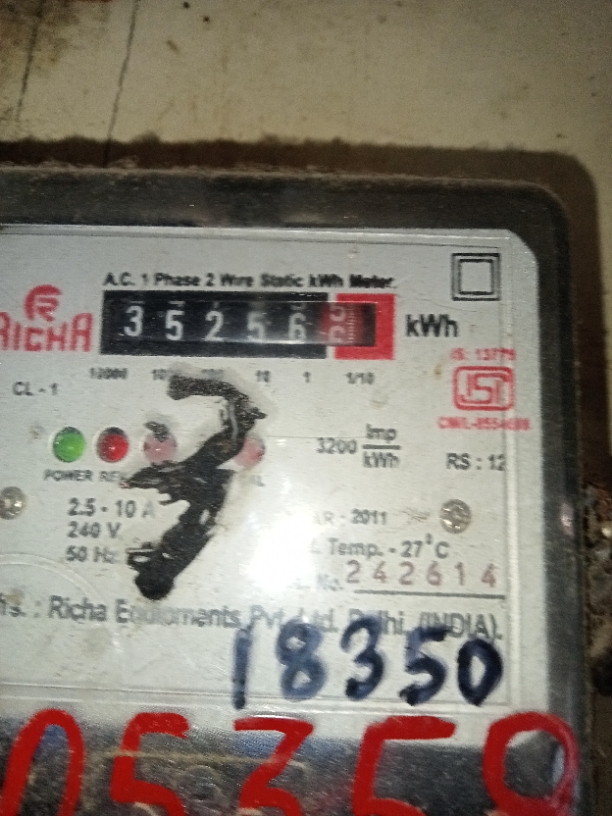 A.C. 1 Phase 2 Wire Static kWh Meter.
RICHA
3 5 2 5 6
kWh
10000 10 1 1/10
IS: 13779
CL - 1
ISI
3200 Imp/kWh
RS : 12
POWER
2.5 - 10 A
2011
240 V
Temp. - 27°C
50 Hz
No. 242614
Richa Equipments Pvt. Ltd. Delhi. (INDIA).
18350
05350